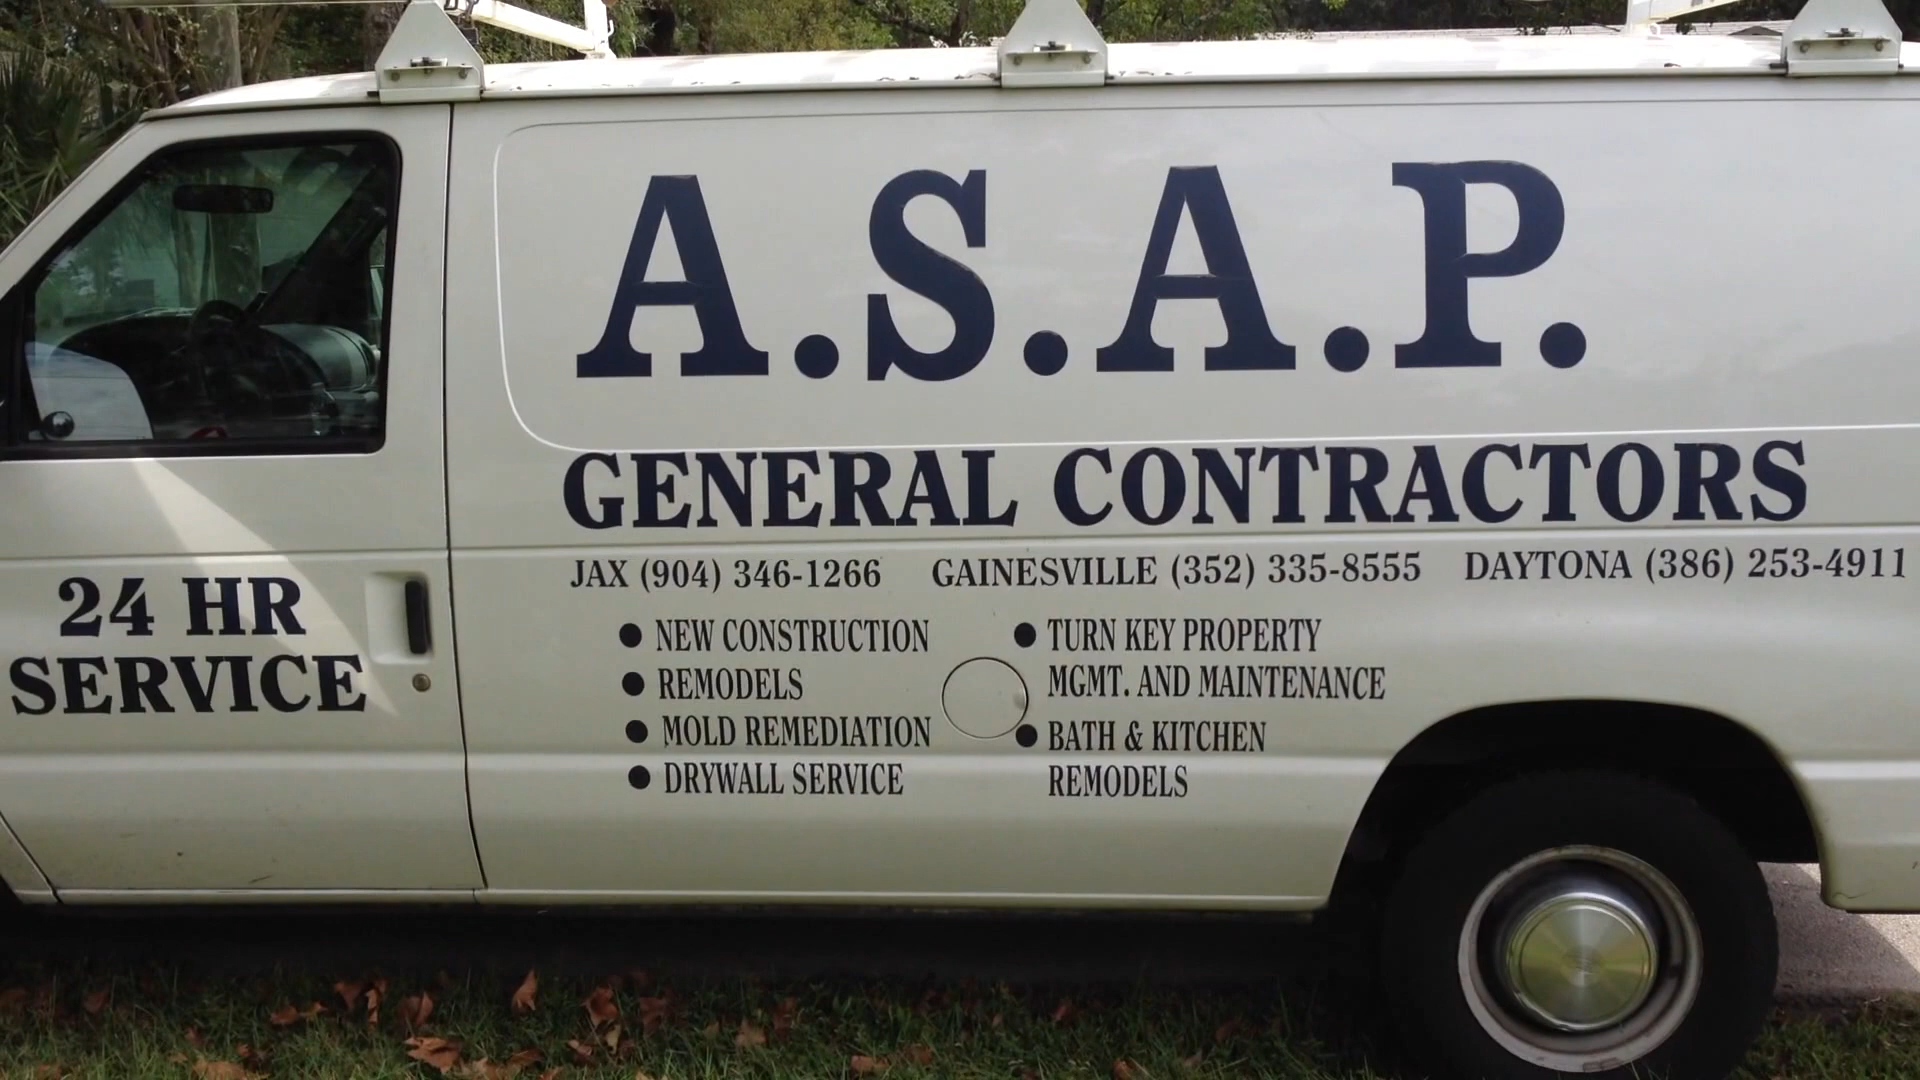 A.S.A.P.
GENERAL CONTRACTORS
JAX (904) 346-1266 GAINESVILLE (352) 335-8555 DAYTONA (386) 253-4911
24 HR
SERVICE
● NEW CONSTRUCTION
● REMODELS
● MOLD REMEDIATION
● DRYWALL SERVICE
● TURN KEY PROPERTY
MGMT. AND MAINTENANCE
● BATH & KITCHEN
REMODELS